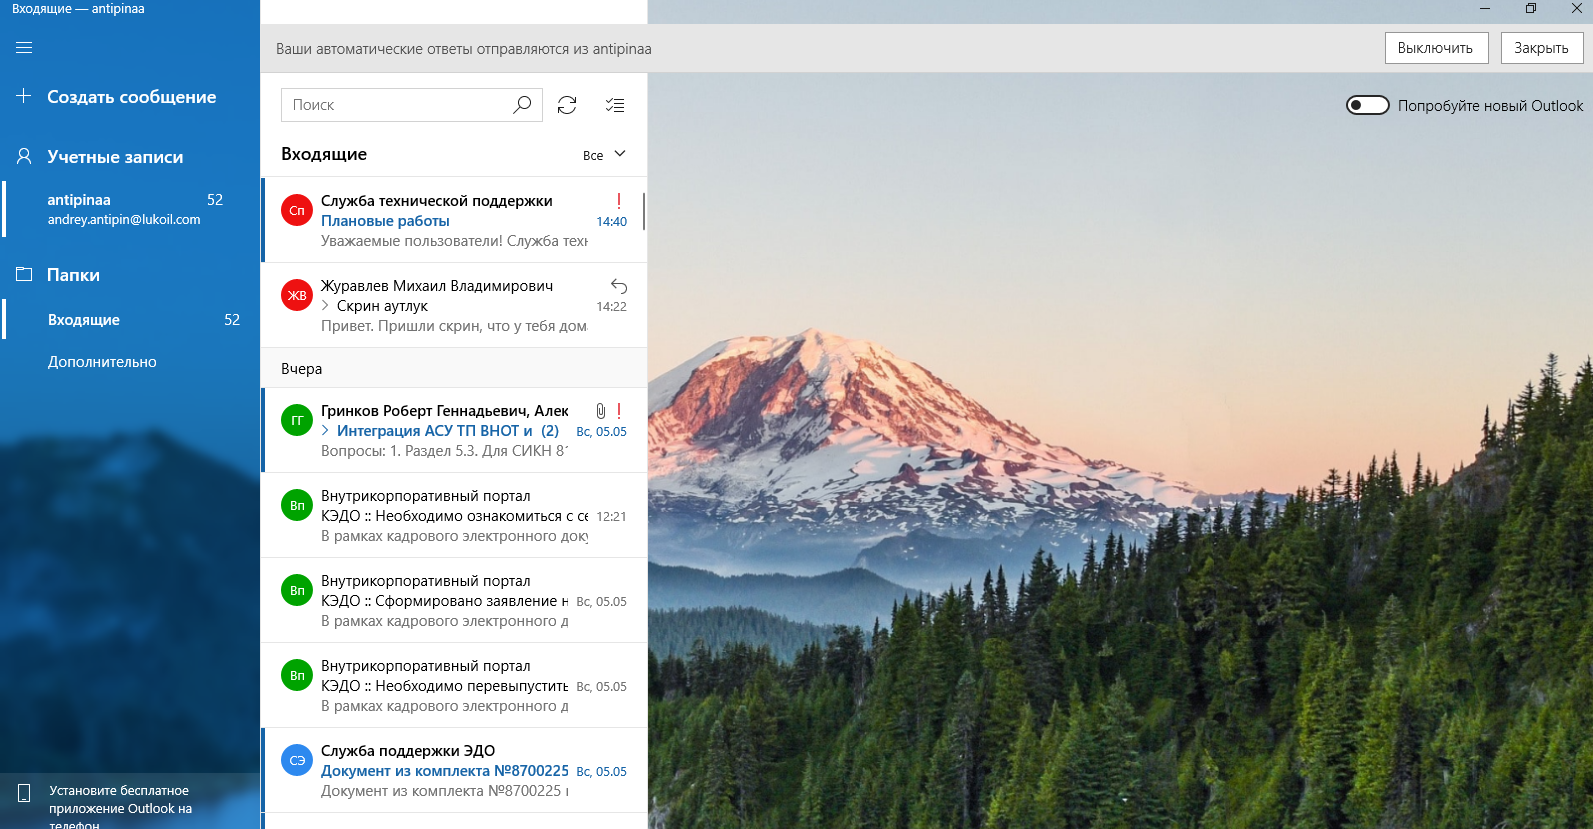 Входящие — antipinaa
Создать сообщение
Учетные записи
antipinaa 52
andrey.antipin@lukoil.com
Папки
Входящие 52
Дополнительно
Установите бесплатное
приложение Outlook на
телефон
Ваши автоматические ответы отправляются из antipinaa
Выключить
Закрыть
Поиск
Входящие
Все
Сп
Служба технической поддержки
Плановые работы 14:40
Уважаемые пользователи! Служба техн
ЖВ
Журавлев Михаил Владимирович
Скрин аутлук 14:22
Привет. Пришли скрин, что у тебя дом
Вчера
ГГ
Гринков Роберт Геннадьевич, Алек
Интеграция АСУ ТП ВНОТ и (2) Вс, 05.05
Вопросы: 1. Раздел 5.3. Для СИКН 81
Вп
Внутрикорпоративный портал
КЭДО :: Необходимо ознакомиться с се 12:21
В рамках кадрового электронного доку
Вп
Внутрикорпоративный портал
КЭДО :: Сформировано заявление н Вс, 05.05
В рамках кадрового электронного д
Вп
Внутрикорпоративный портал
КЭДО :: Необходимо перевыпустить Вс, 05.05
В рамках кадрового электронного д
СЭ
Служба поддержки ЭДО
Документ из комплекта №8700225 Вс, 05.05
Документ из комплекта №8700225
Попробуйте новый Outlook